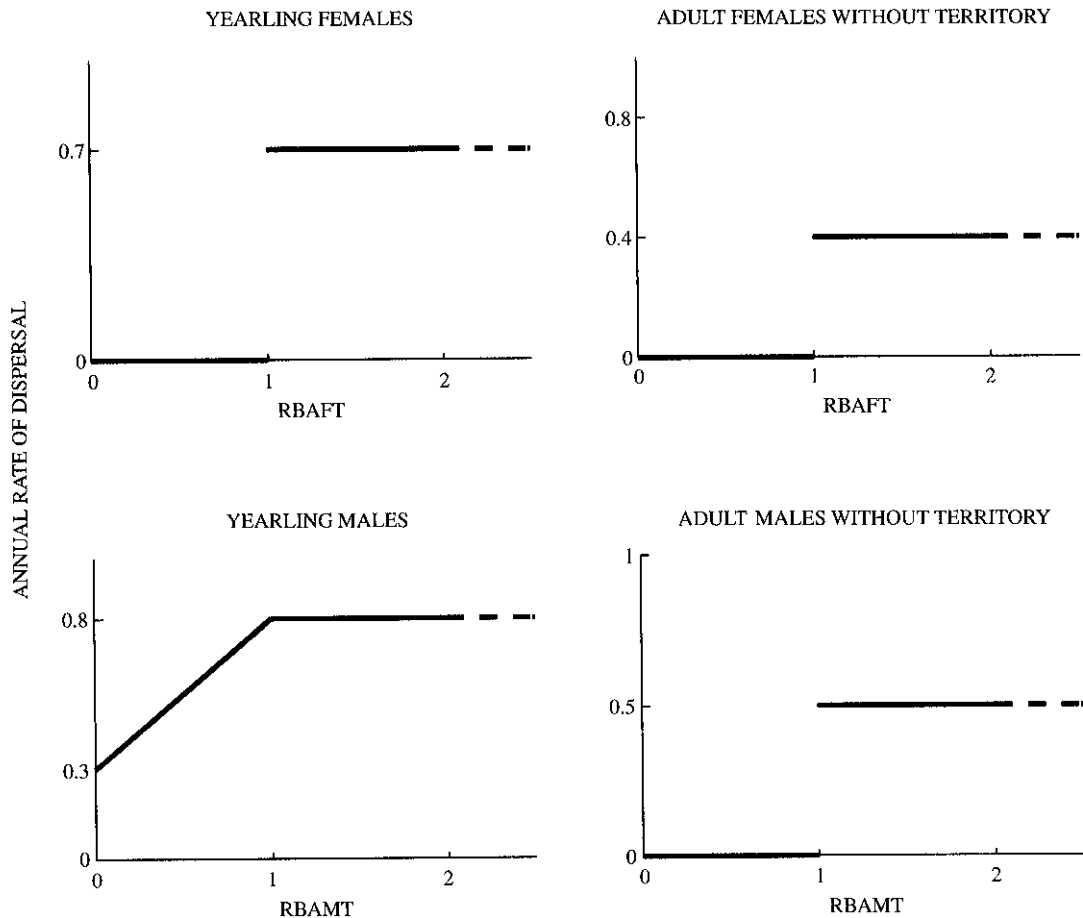 YEARLING FEMALES
ADULT FEMALES WITHOUT TERRITORY
0.7
0
0
1
2
RBAFT
0.8
0.4
0
0
1
2
RBAFT
ANNUAL RATE OF DISPERSAL
YEARLING MALES
ADULT MALES WITHOUT TERRITORY
0.8
0.3
0
0
1
2
RBAMT
1
0.5
0
0
1
2
RBAMT